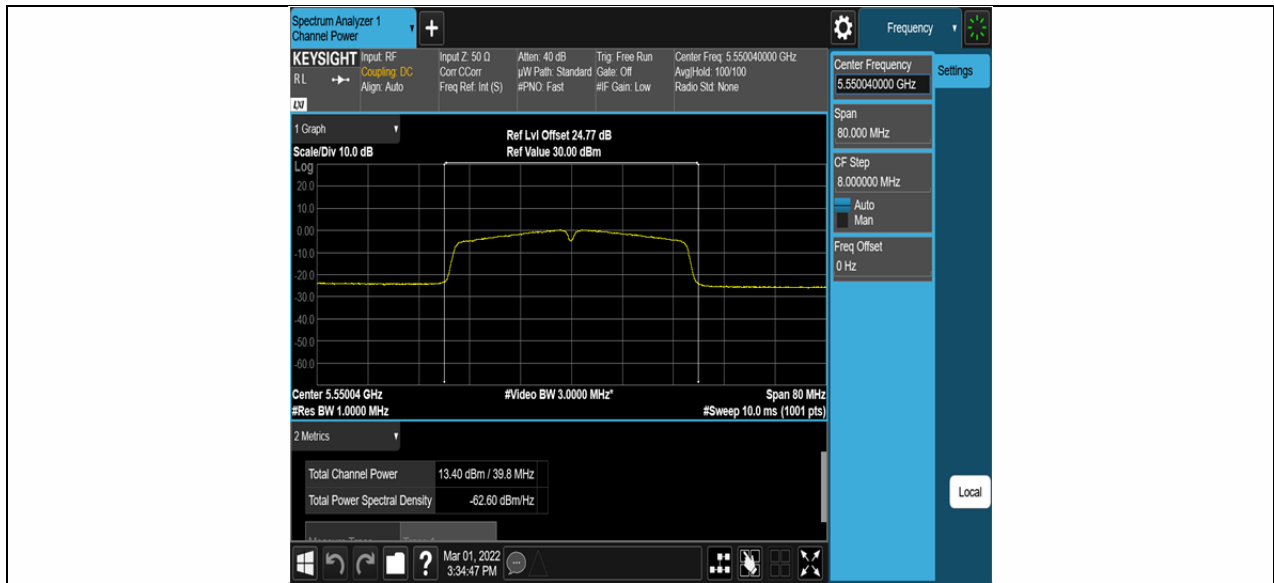 Spectrum Analyzer 1
Channel Power
+
Frequency
KEYSIGHT
RL
LXI
Input: RF
Coupling: DC
Align: Auto
Input Z: 50 Ω
Corr CCorr
Freq Ref: Int (S)
Atten: 40 dB
µW Path: Standard
#PNO: Fast
Trig: Free Run
Gate: Off
#IF Gain: Low
Center Freq: 5.550040000 GHz
Avg|Hold: 100/100
Radio Std: None
Center Frequency
5.550040000 GHz
Settings
Span
80.000 MHz
CF Step
8.000000 MHz
Auto
Man
Freq Offset
0 Hz
Local
1 Graph
Scale/Div 10.0 dB
Ref Lvl Offset 24.77 dB
Ref Value 30.00 dBm
Log
20.0
10.0
0.00
-10.0
-20.0
-30.0
-40.0
-50.0
-60.0
Center 5.55004 GHz
#Video BW 3.0000 MHz*
Span 80 MHz
#Res BW 1.0000 MHz
#Sweep 10.0 ms (1001 pts)
2 Metrics
Total Channel Power 13.40 dBm / 39.8 MHz
Total Power Spectral Density -62.60 dBm/Hz
?
Mar 01, 2022
3:34:47 PM